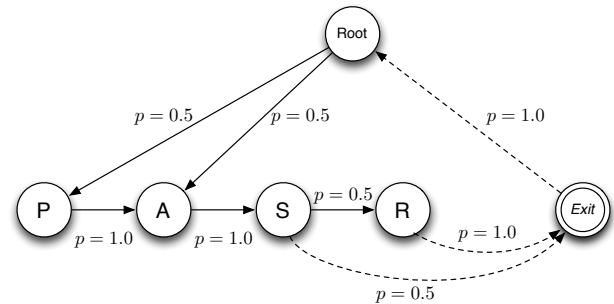 Root
p = 0.5
p = 0.5
p = 1.0
P
A
S
p = 0.5
R
Exit
p = 1.0
p = 1.0
p = 1.0
p = 0.5